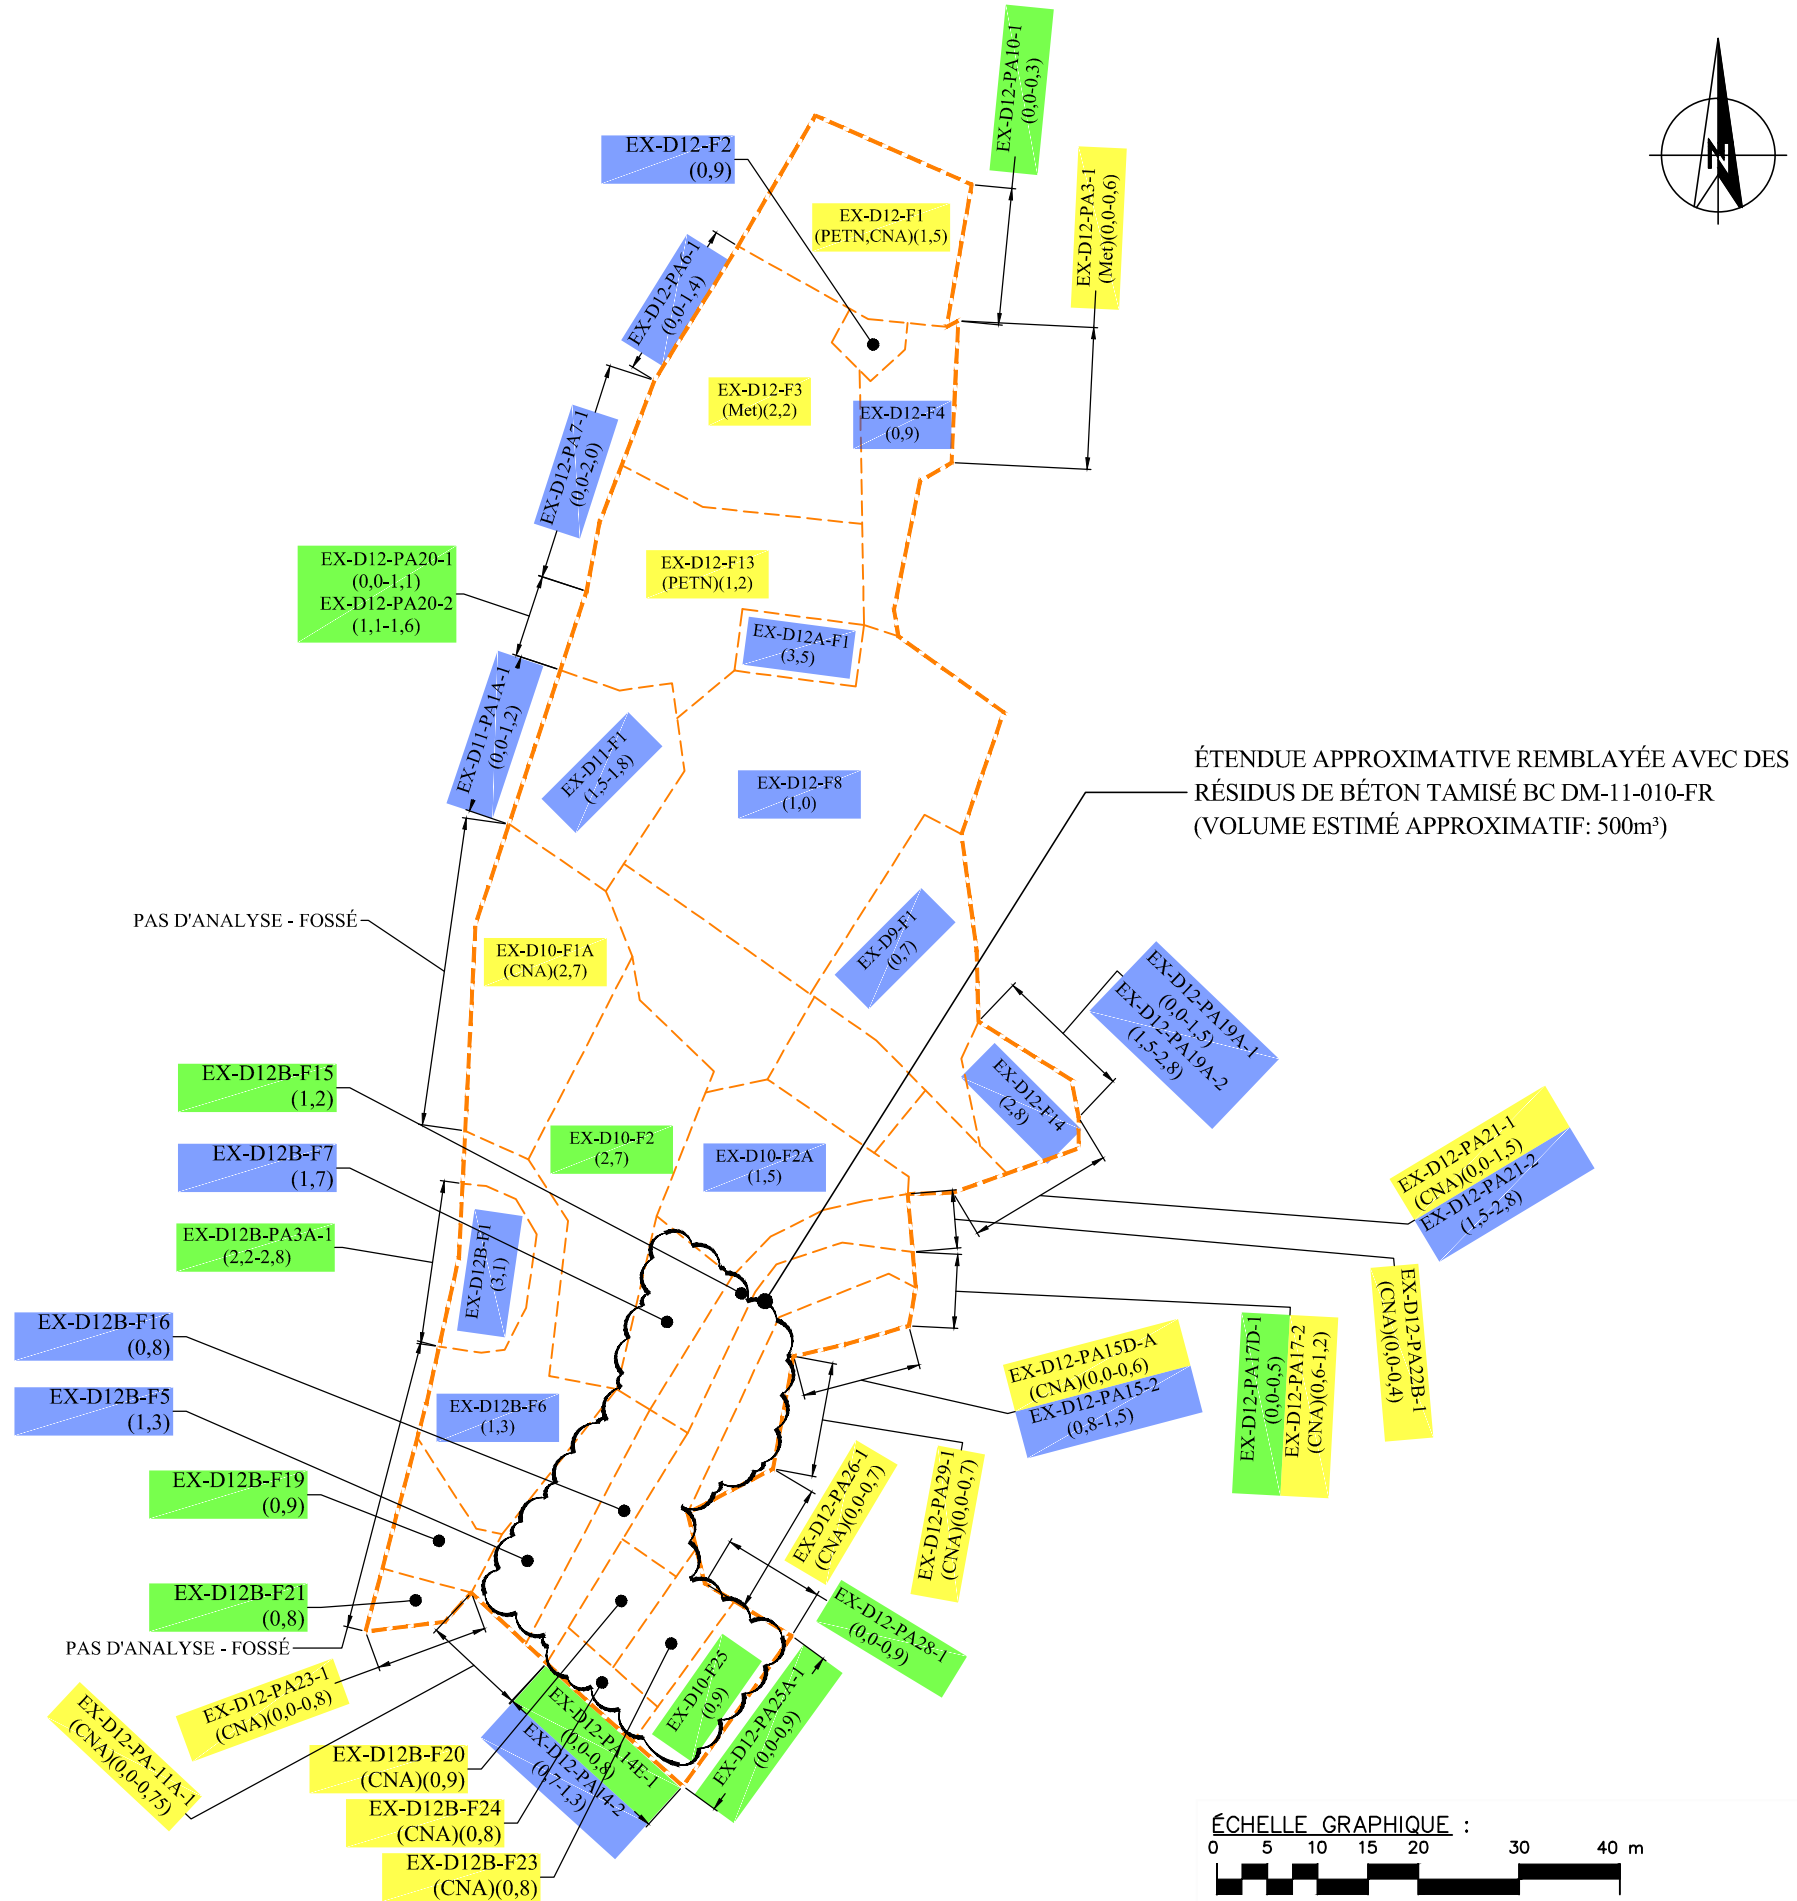 EX-D12-PA10-1
(0,0-0,3)
EX-D12-F2
(0,9)
EX-D12-PA3-1
(Met)(0,0-0,6)
N
EX-D12-F1
(PETN,CNA)(1,5)
EX-D12-PA6-1
(0,0-1,4)
EX-D12-F3
(Met)(2,2)
EX-D12-F4
(0,9)
EX-D12-PA7-1
(0,0-2,0)
EX-D12-PA20-1
(0,0-1,1)
EX-D12-PA20-2
(1,1-1,6)
EX-D12-F13
(PETN)(1,2)
EX-D12A-F1
(3,5)
EX-D11-PA1A-1
(0,0-1,2)
EX-D11-F1
(1,5-1,8)
EX-D12-F8
(1,0)
ÉTENDUE APPROXIMATIVE REMBLAYÉE AVEC DES
RÉSIDUS DE BÉTON TAMISÉ BC DM-11-010-FR
(VOLUME ESTIMÉ APPROXIMATIF: 500m³)
PAS D'ANALYSE - FOSSÉ
EX-D10-F1A
(CNA)(2,7)
EX-D9-F1
(0,7)
EX-D12-PA19A-1
(0,0-1,5)
EX-D12-PA19A-2
(1,5-2,8)
EX-D12B-F15
(1,2)
EX-D12-F14
(2,8)
EX-D10-F2
(2,7)
EX-D10-F2A
(1,5)
EX-D12B-F7
(1,7)
EX-D12-PA21-1
(CNA)(0,0-1,5)
EX-D12-PA21-2
(1,5-2,8)
EX-D12B-PA3A-1
(2,2-2,8)
EX-D12B-F1
(3,1)
EX-D12-PA22B-1
(CNA)(0,0-0,4)
EX-D12B-F16
(0,8)
EX-D12-PA17D-1
(0,0-0,5)
EX-D12-PA17-2
(CNA)(0,6-1,2)
EX-D12-PA15D-A
(CNA)(0,0-0,6)
EX-D12-PA15-2
(0,8-1,5)
EX-D12B-F5
(1,3)
EX-D12B-F6
(1,3)
EX-D12-PA26-1
(CNA)(0,0-0,7)
EX-D12-PA29-1
(CNA)(0,0-0,7)
EX-D12B-F19
(0,9)
EX-D12B-F21
(0,8)
PAS D'ANALYSE - FOSSÉ
EX-D12-PA28-1
(0,0-0,9)
EX-D10-F25
(0,9)
EX-D12-PA25A-1
(0,0-0,9)
EX-D12-PA23-1
(CNA)(0,0-0,8)
EX-D12-PA-11A-1
(CNA)(0,0-0,75)
EX-D12-PA14E-1
(0,0-0,8)
EX-D12-PA14-2
(0,7-1,3)
EX-D12B-F20
(CNA)(0,9)
EX-D12B-F24
(CNA)(0,8)
EX-D12B-F23
(CNA)(0,8)
ÉCHELLE GRAPHIQUE :
0 5 10 15 20 30 40 m